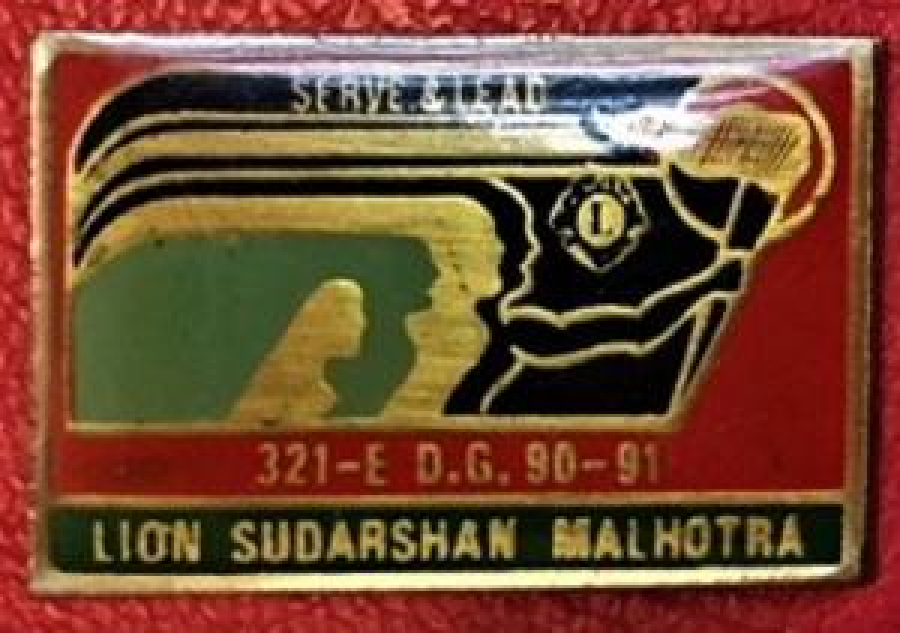 SERVE & LEAD
L
321-E D.G. 90-91
LION SUDARSHAN MALHOTRA